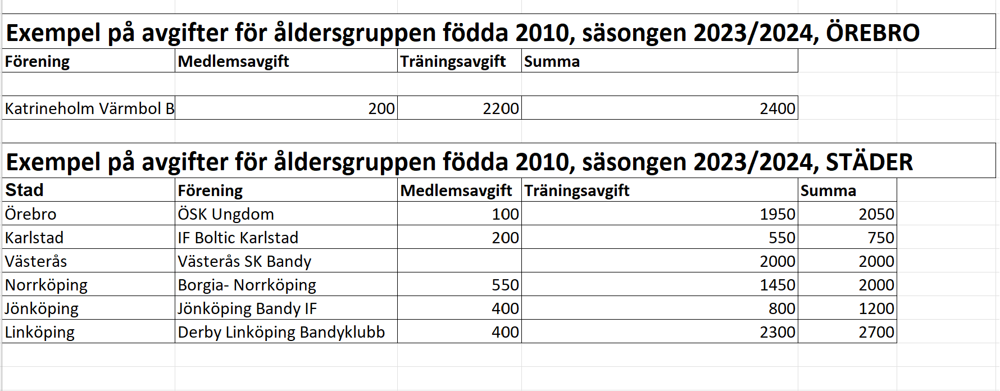 Exempel på avgifter för åldersgruppen födda 2010, säsongen 2023/2024, ÖREBRO
Förening Medlemsavgift Träningsavgift Summa
Katrineholm Värmbol B 200 2200 2400
Exempel på avgifter för åldersgruppen födda 2010, säsongen 2023/2024, STÄDER
Stad Förening Medlemsavgift Träningsavgift Summa
Örebro ÖSK Ungdom 100 1950 2050
Karlstad IF Boltic Karlstad 200 550 750
Västerås Västerås SK Bandy 2000 2000
Norrköping Borgia- Norrköping 550 1450 2000
Jönköping Jönköping Bandy IF 400 800 1200
Linköping Derby Linköping Bandyklubb 400 2300 2700